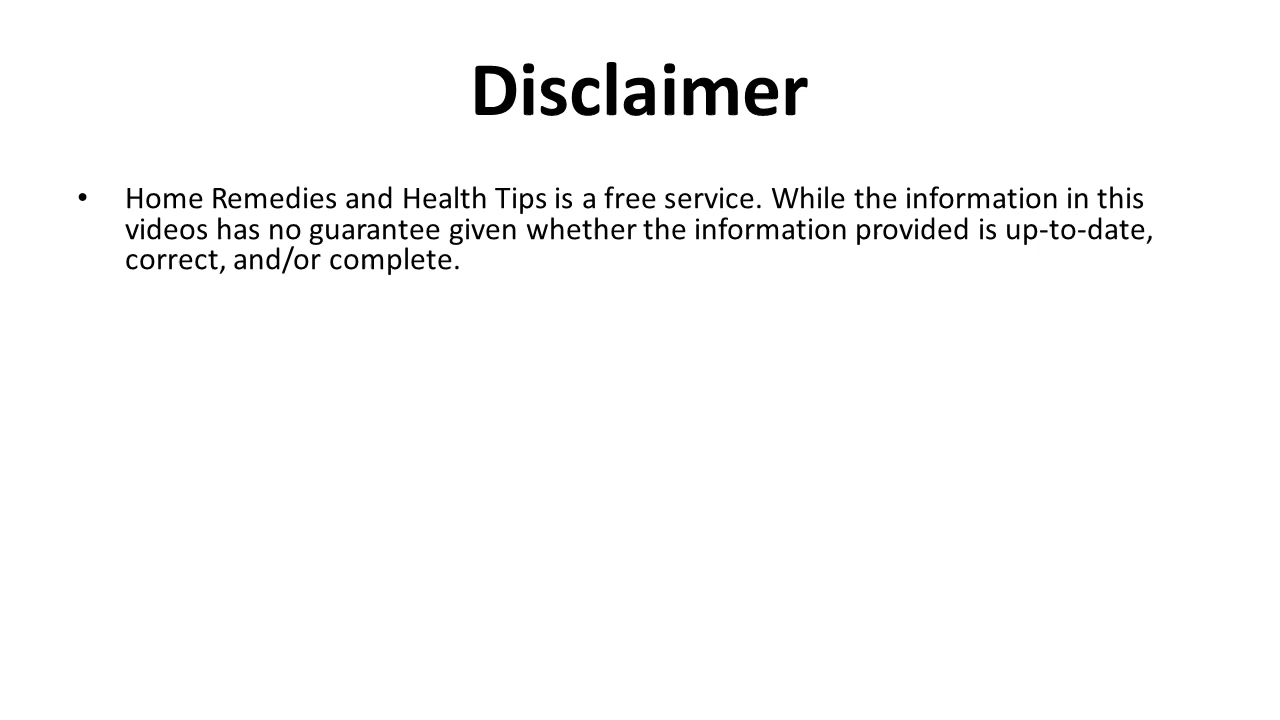 Disclaimer
• Home Remedies and Health Tips is a free service. While the information in this
videos has no guarantee given whether the information provided is up-to-date,
correct, and/or complete.